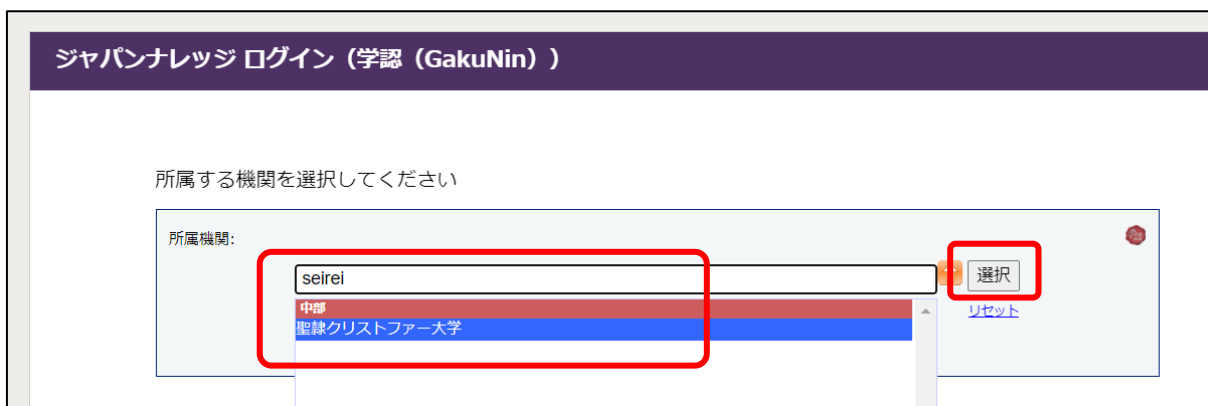 ジャパンナレッジ ログイン（学認（GakuNin））
所属する機関を選択してください
所属機関:
seirei
選択
中部
リセット
聖隷クリストファー大学